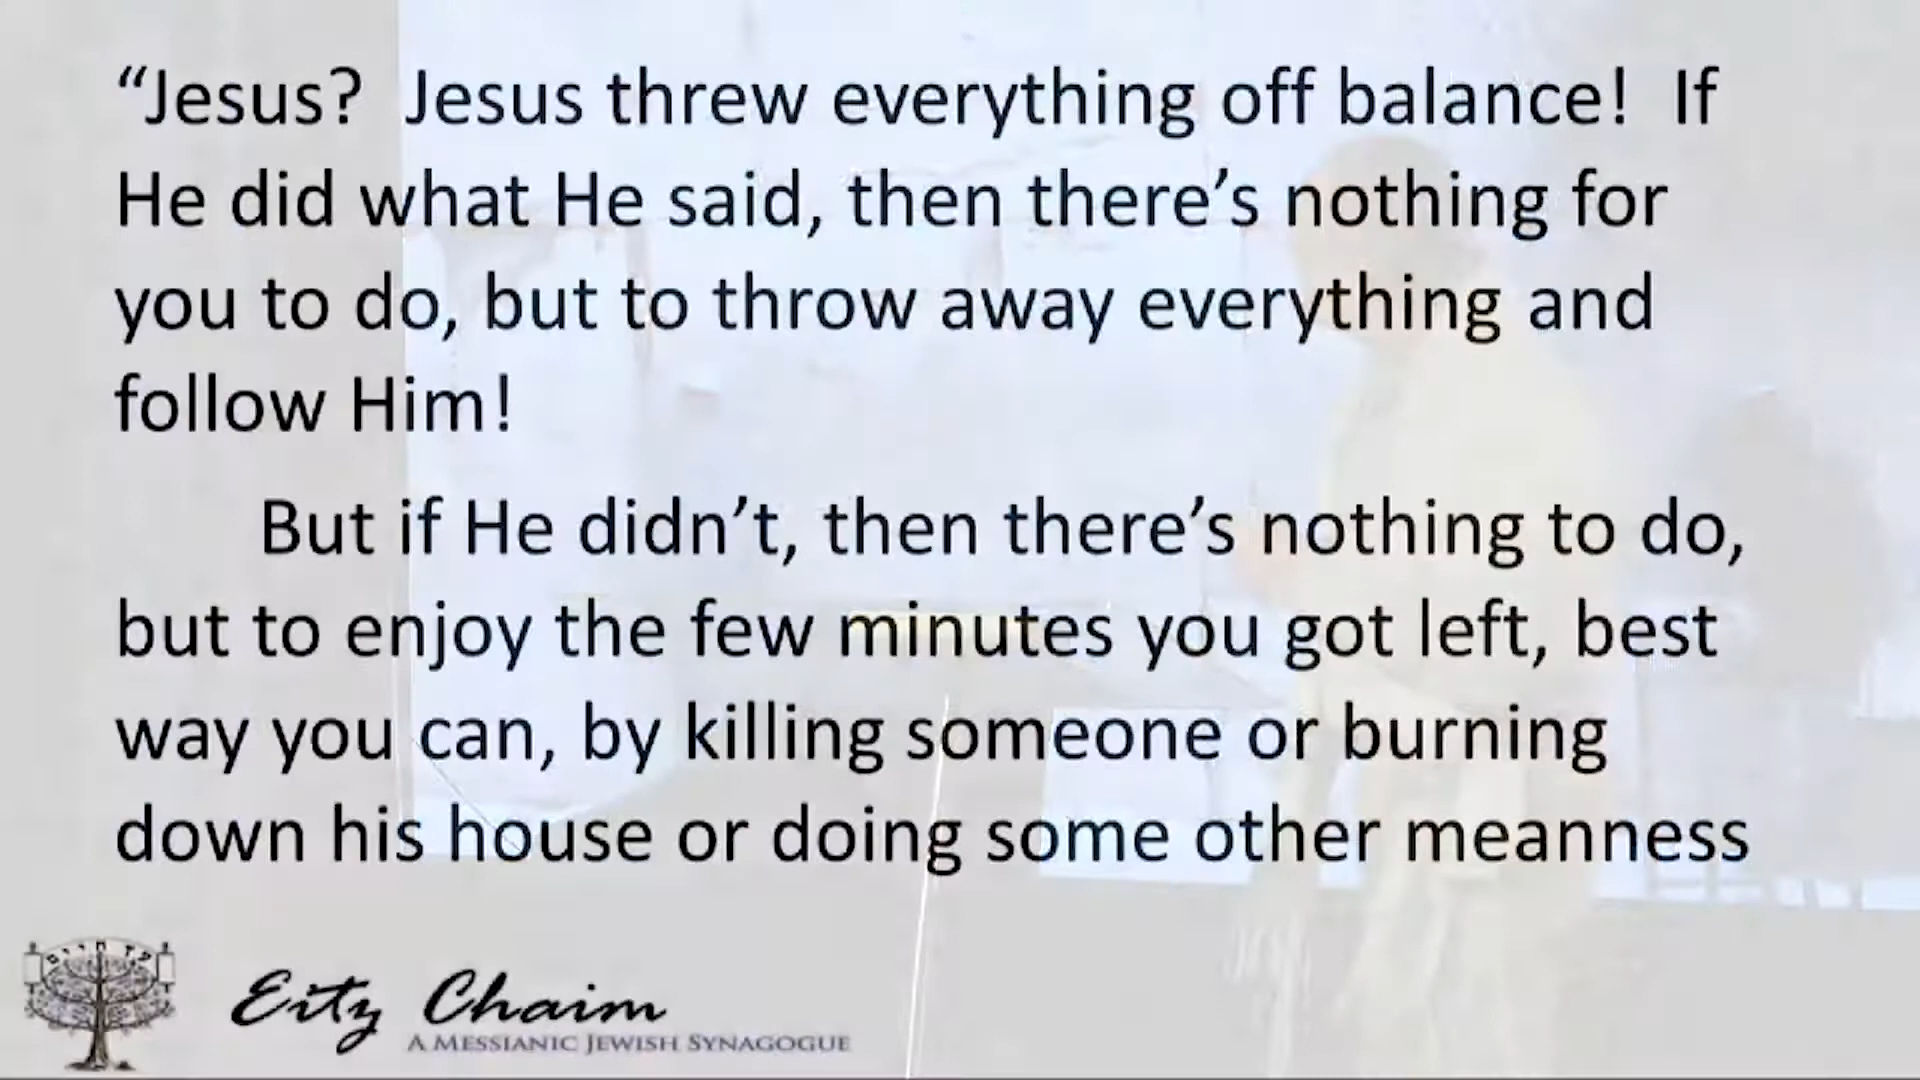 “Jesus?  Jesus threw everything off balance!  If
He did what He said, then there’s nothing for
you to do, but to throw away everything and
follow Him!
But if He didn’t, then there’s nothing to do,
but to enjoy the few minutes you got left, best
way you can, by killing someone or burning
down his house or doing some other meanness
Eitz Chaim
A MESSIANIC JEWISH SYNAGOGUE